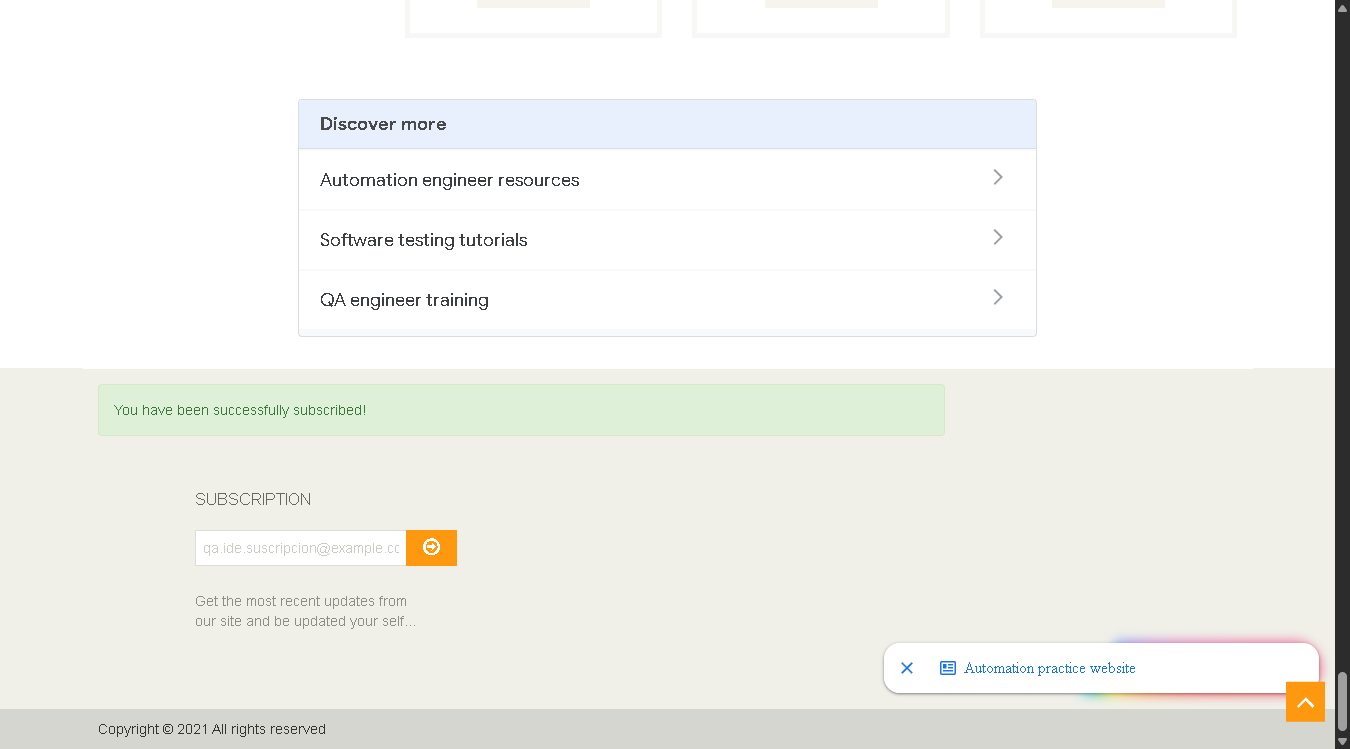 Discover more
Automation engineer resources
Software testing tutorials
QA engineer training
You have been successfully subscribed!
SUBSCRIPTION
qa.ide.suscripcion@example.co
Get the most recent updates from
our site and be updated your self...
Automation practice website
Copyright © 2021 All rights reserved